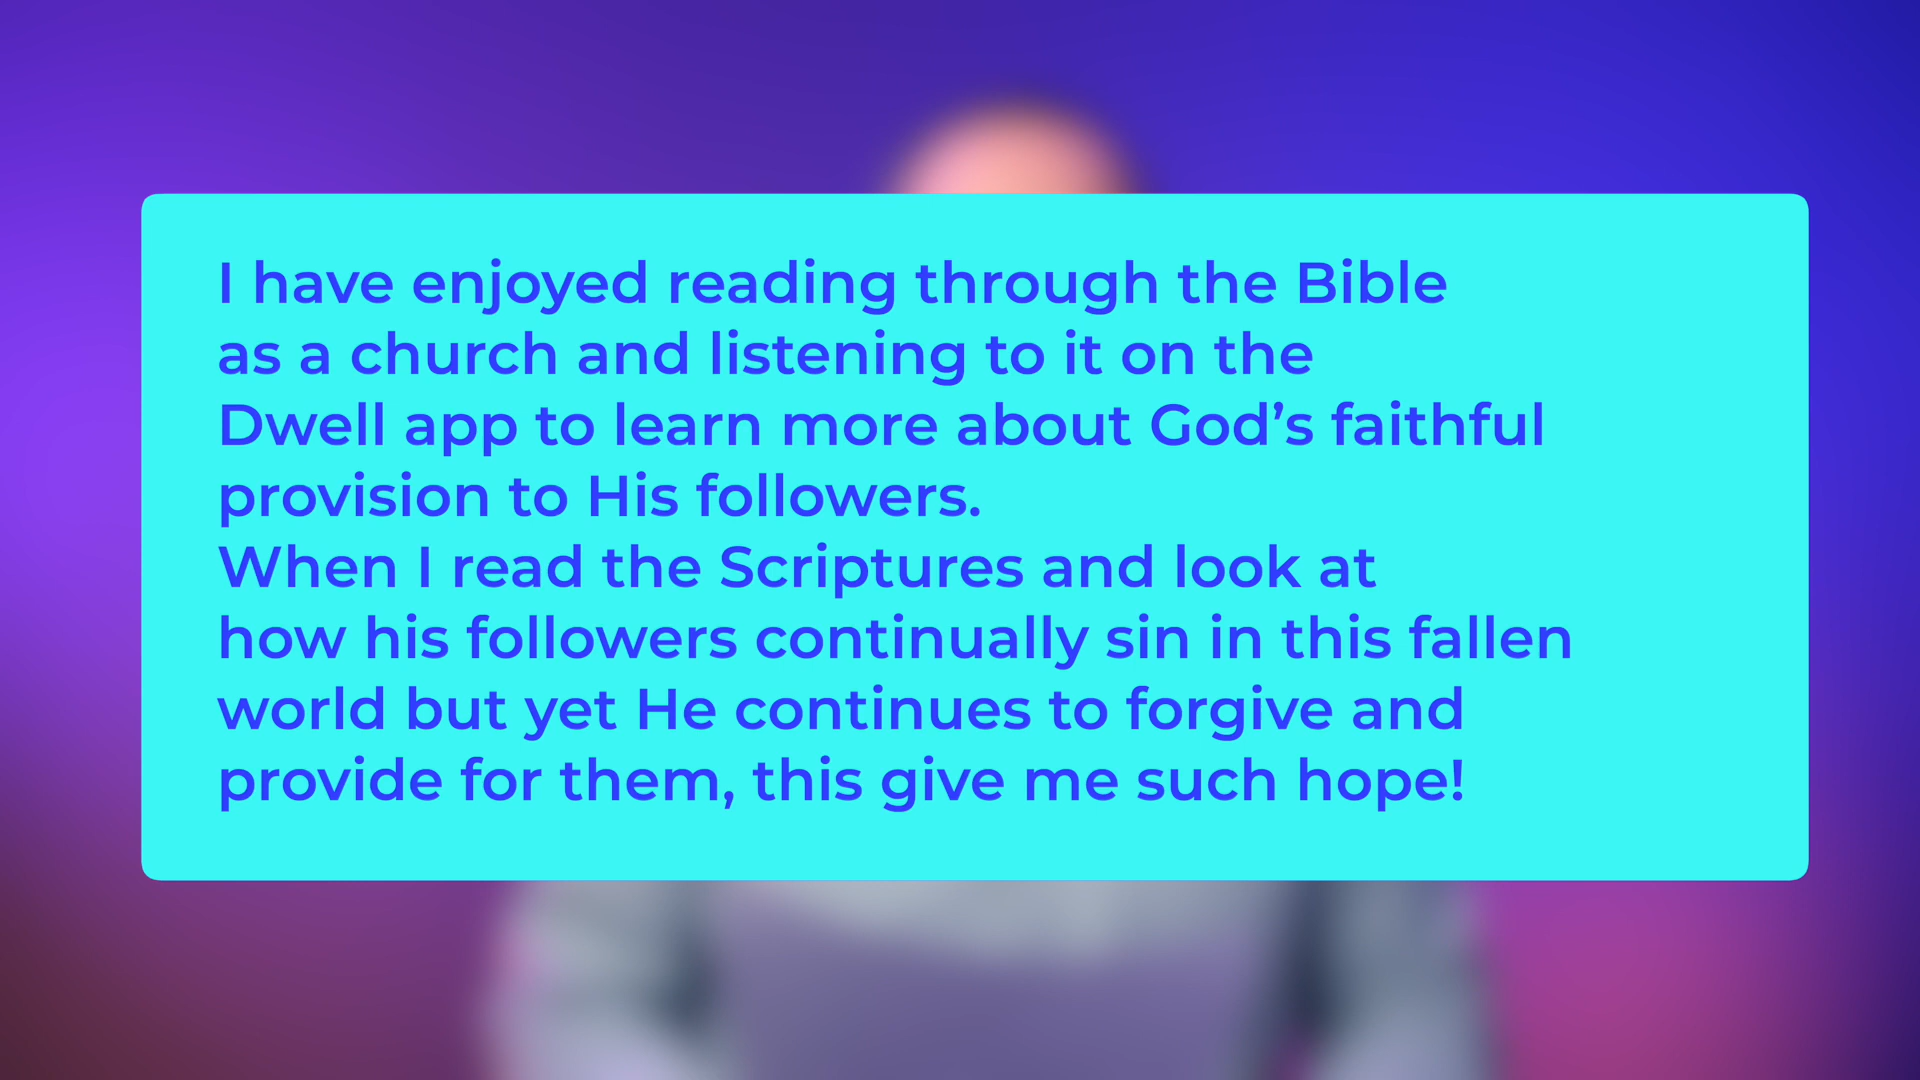 I have enjoyed reading through the Bible
as a church and listening to it on the
Dwell app to learn more about God’s faithful
provision to His followers.
When I read the Scriptures and look at
how his followers continually sin in this fallen
world but yet He continues to forgive and
provide for them, this give me such hope!